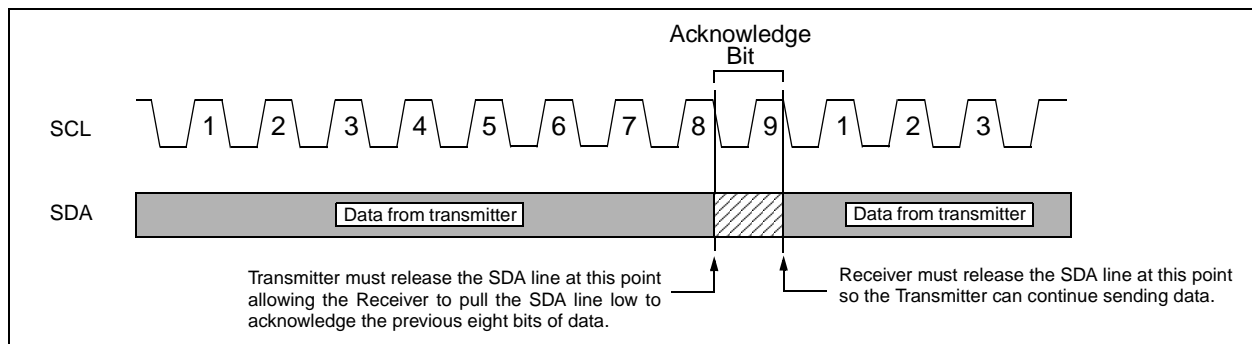 Acknowledge
Bit
SCL 1 2 3 4 5 6 7 8 9 1 2 3
SDA Data from transmitter Data from transmitter
Transmitter must release the SDA line at this point
allowing the Receiver to pull the SDA line low to
acknowledge the previous eight bits of data.
Receiver must release the SDA line at this point
so the Transmitter can continue sending data.